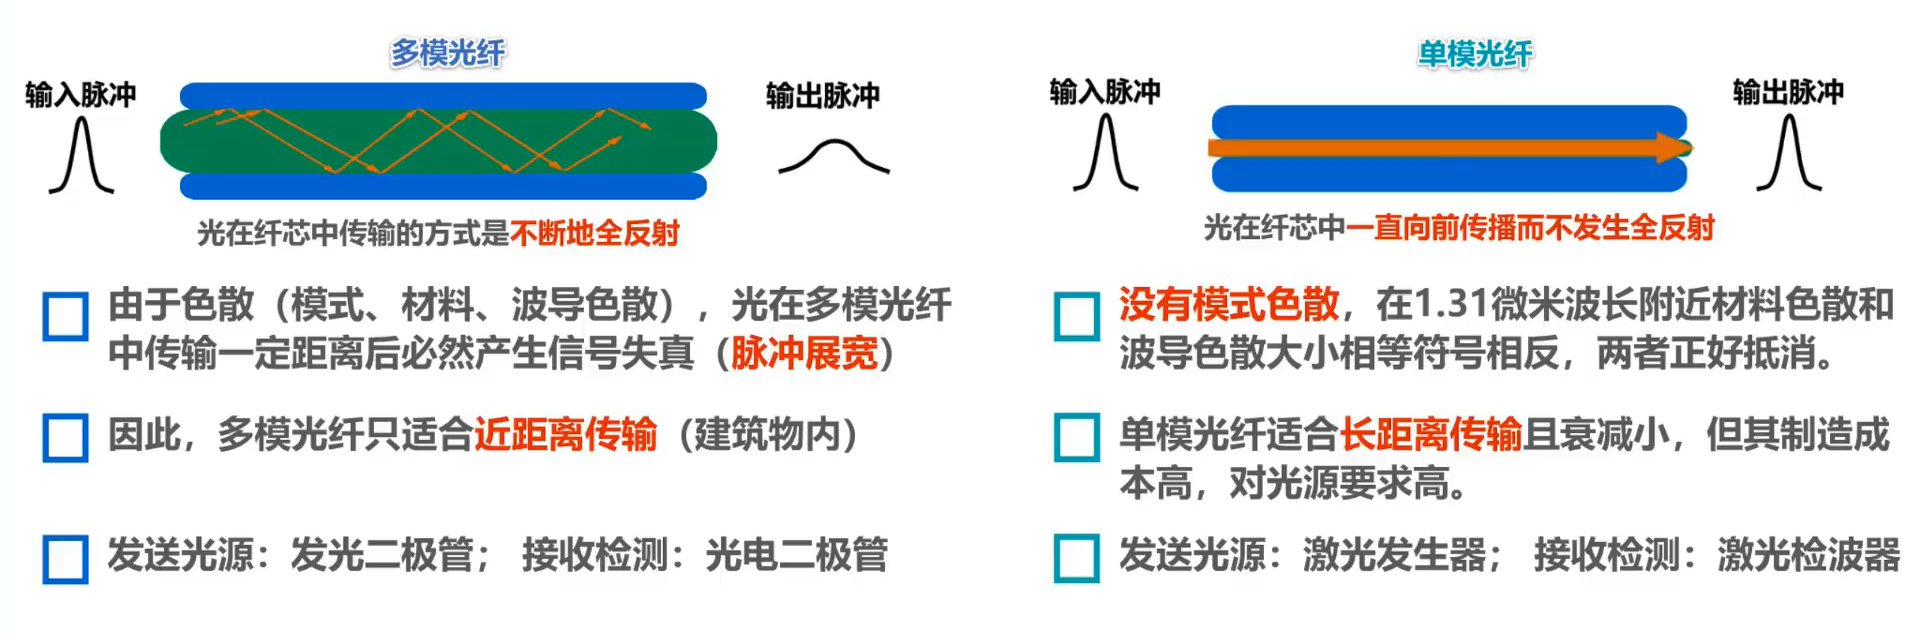 多模光纤
输入脉冲
输出脉冲
光在纤芯中传输的方式是不断地全反射
由于色散（模式、材料、波导色散），光在多模光纤
中传输一定距离后必然产生信号失真（脉冲展宽）
因此，多模光纤只适合近距离传输（建筑物内）
发送光源：发光二极管； 接收检测：光电二极管
单模光纤
输入脉冲
输出脉冲
光在纤芯中一直向前传播而不发生全反射
没有模式色散，在1.31微米波长附近材料色散和
波导色散大小相等符号相反，两者正好抵消。
单模光纤适合长距离传输且衰减小，但其制造成
本高，对光源要求高。
发送光源：激光发生器； 接收检测：激光检波器